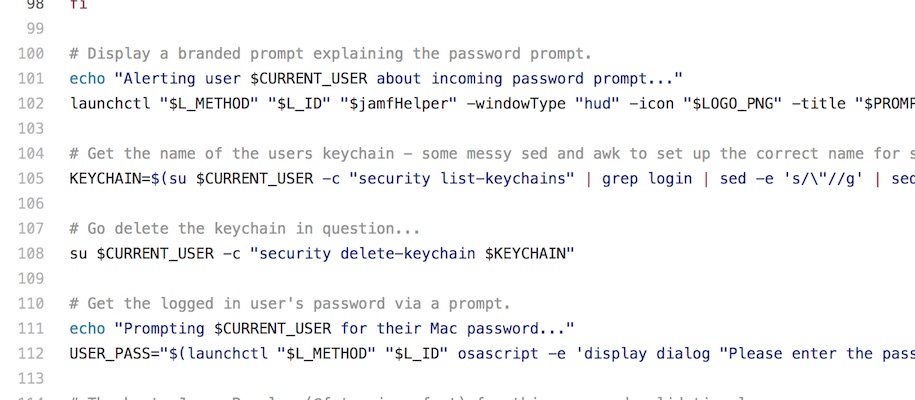 98 fi
99
100 # Display a branded prompt explaining the password prompt.
101 echo "Alerting user $CURRENT_USER about incoming password prompt..."
102 launchctl "$L_METHOD" "$L_ID" "$jamfHelper" -windowType "hud" -icon "$LOGO_PNG" -title "$PROMP
103
104 # Get the name of the users keychain - some messy sed and awk to set up the correct name for s
105 KEYCHAIN=$(su $CURRENT_USER -c "security list-keychains" | grep login | sed -e 's/\"//g' | sed
106
107 # Go delete the keychain in question...
108 su $CURRENT_USER -c "security delete-keychain $KEYCHAIN"
109
110 # Get the logged in user's password via a prompt.
111 echo "Prompting $CURRENT_USER for their Mac password..."
112 USER_PASS="$(launchctl "$L_METHOD" "$L_ID" osascript -e 'display dialog "Please enter the pass
113